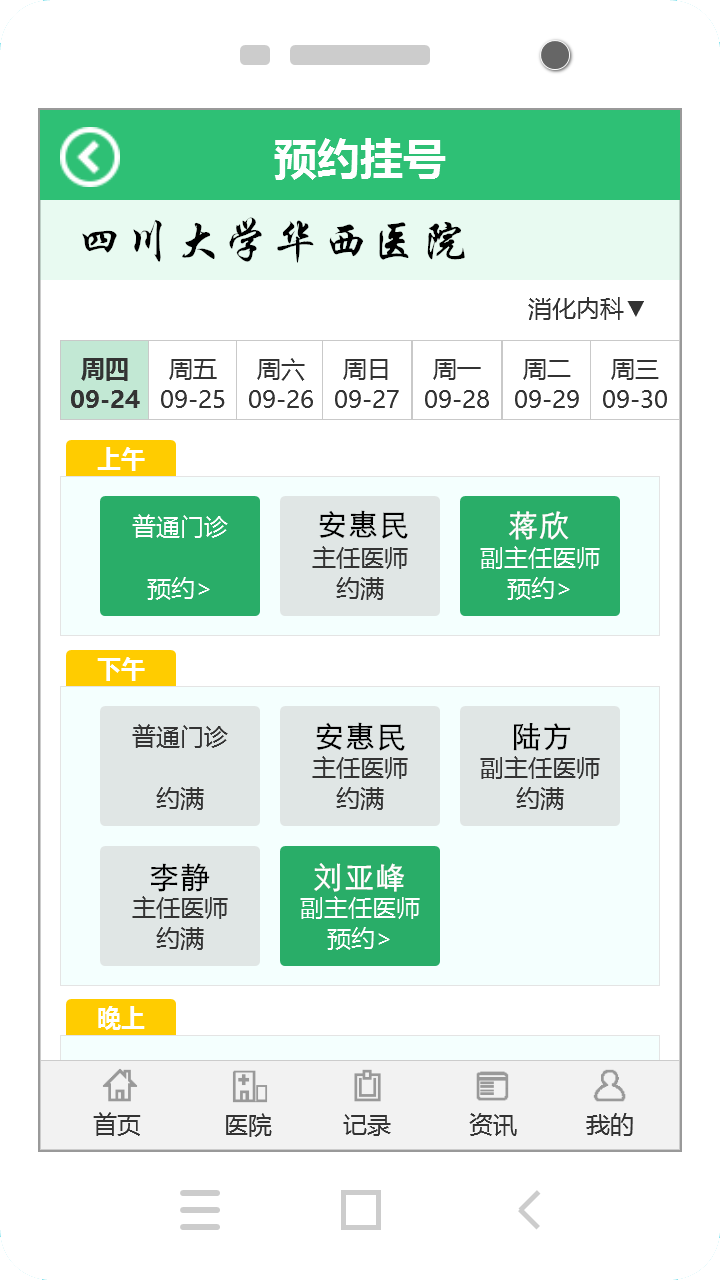 预约挂号
四川大学华西医院
消化内科▼
周四 周五 周六 周日 周一 周二 周三
09-24 09-25 09-26 09-27 09-28 09-29 09-30
上午
普通门诊
预约>
安惠民
主任医师
约满
蒋欣
副主任医师
预约>
下午
普通门诊
约满
安惠民
主任医师
约满
陆方
副主任医师
约满
李静
主任医师
约满
刘亚峰
副主任医师
预约>
晚上
首页 医院 记录 资讯 我的